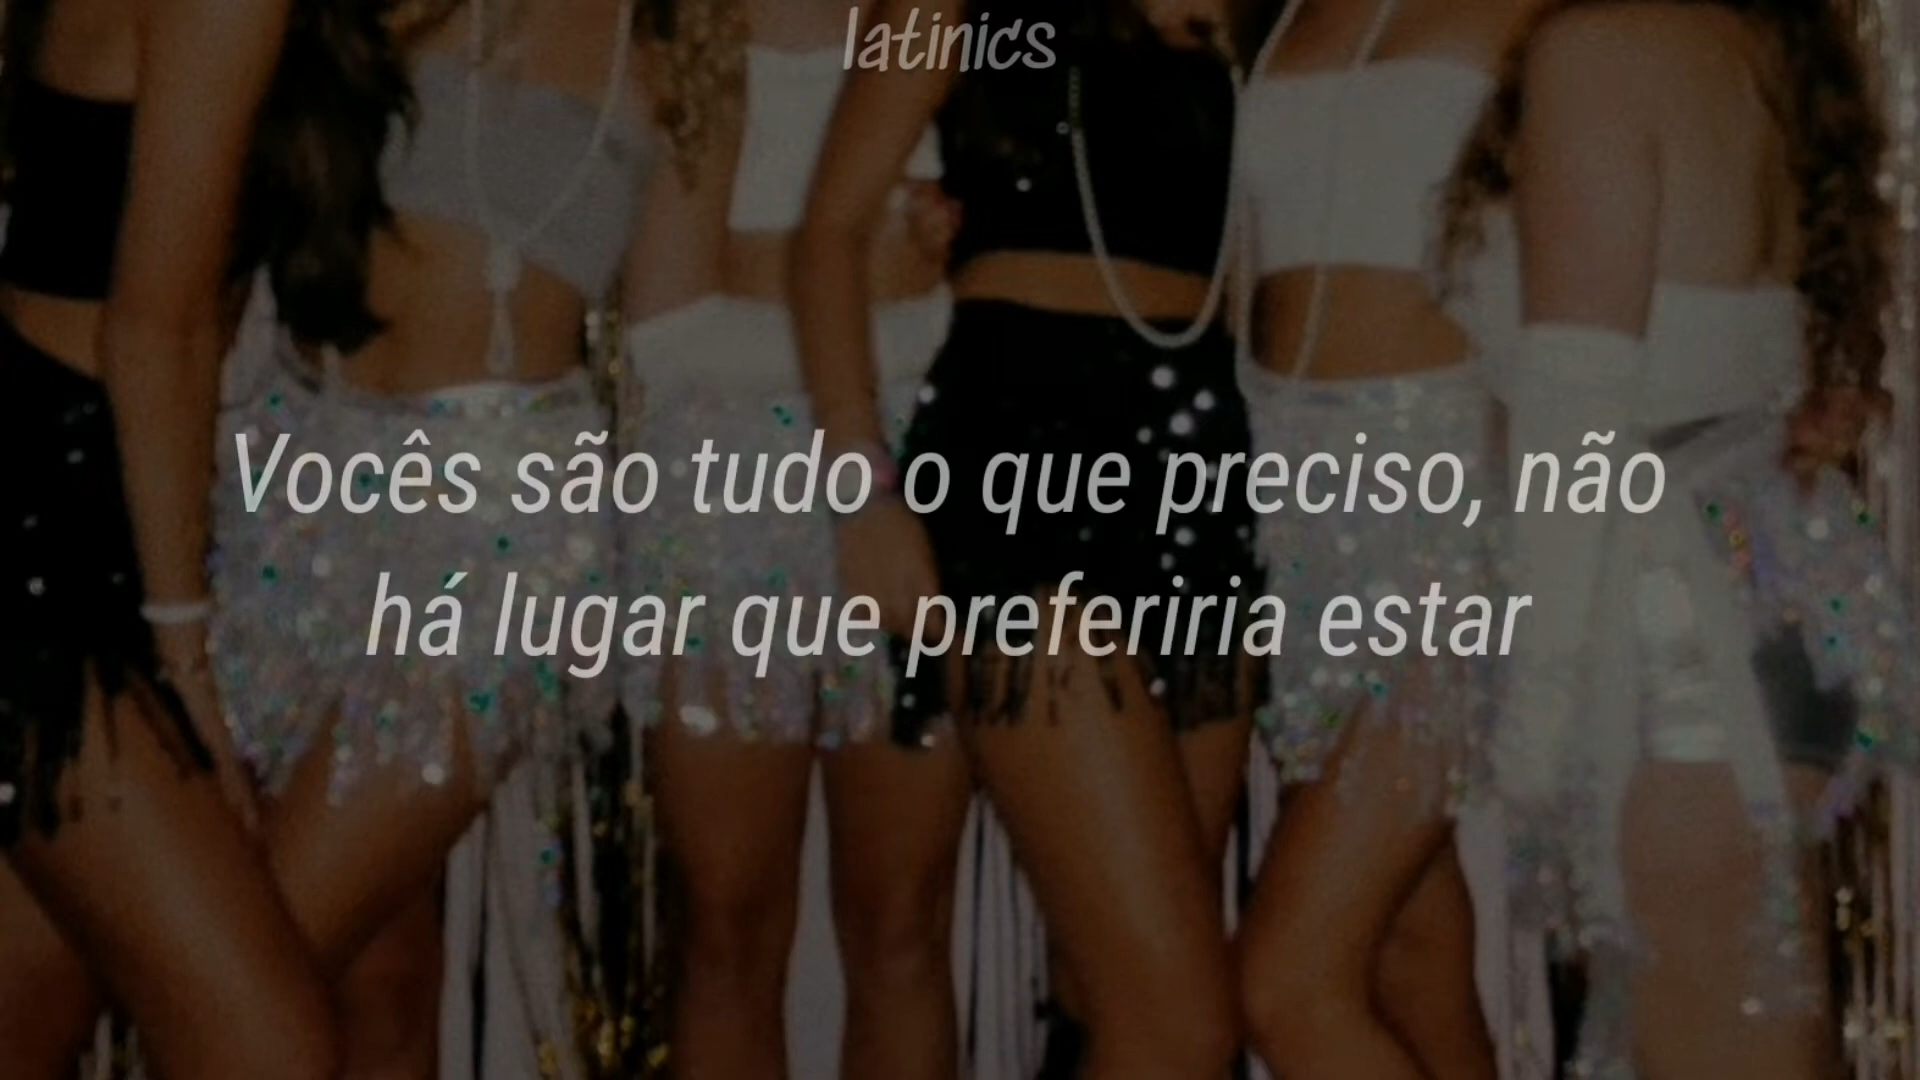 latinics
Vocês são tudo o que preciso, não
há lugar que preferiria estar